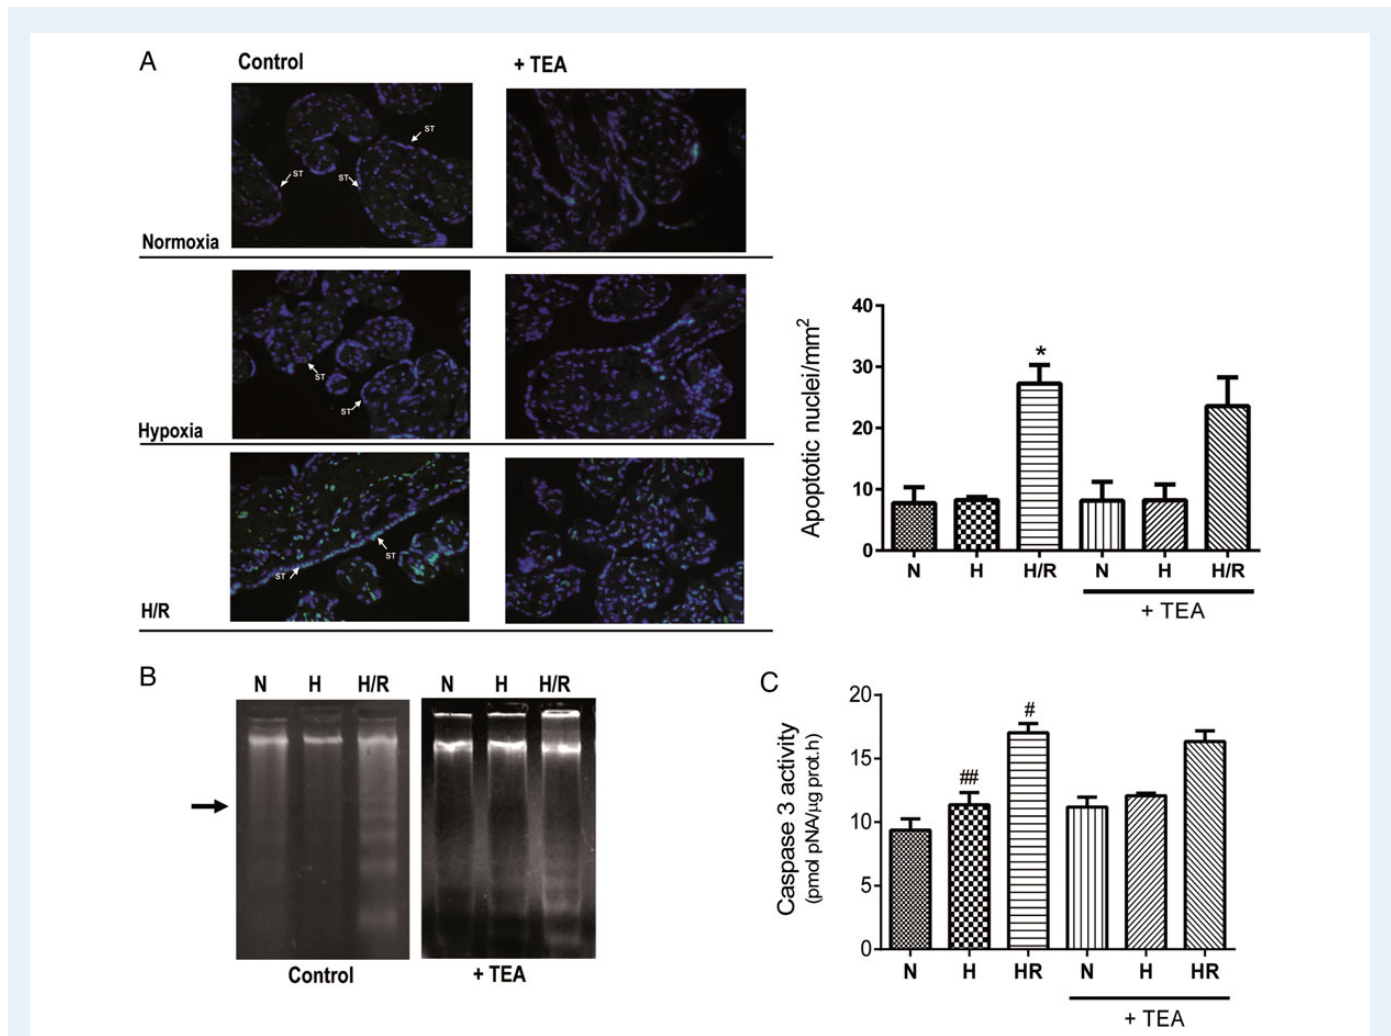 A
Control
+ TEA
ST
ST
ST
Normoxia
ST
ST
Hypoxia
ST
ST
H/R
Apoptotic nuclei/mm²
40
30
20
10
0
*
N H H/R N H H/R
+ TEA
B
N H H/R N H H/R
Control
+ TEA
C
Caspase 3 activity
(pmol pNA/µg prot.h)
20
15
10
5
0
##
#
N H HR N H HR
+ TEA